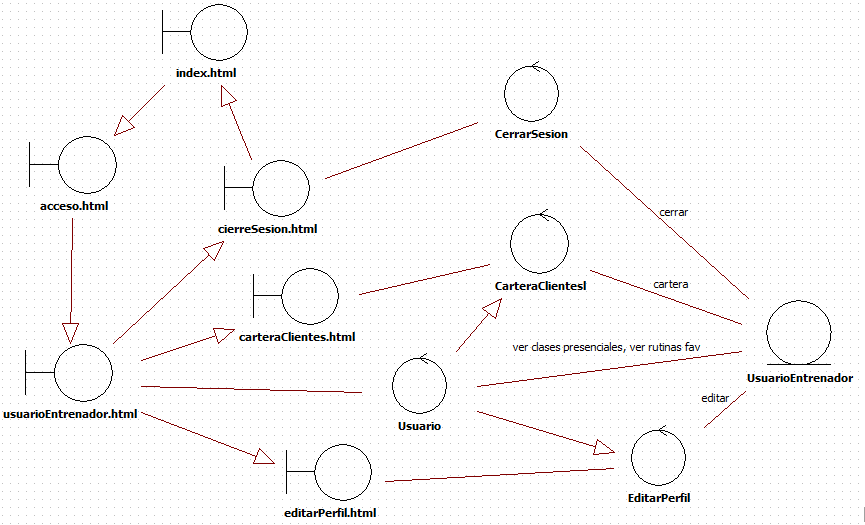 index.html
CerrarSesion
acceso.html
cerrar
cierreSesion.html
CarteraClientesl
cartera
carteraClientes.html
ver clases presenciales, ver rutinas fav
UsuarioEntrenador
usuarioEntrenador.html
Usuario
editar
EditarPerfil
editarPerfil.html